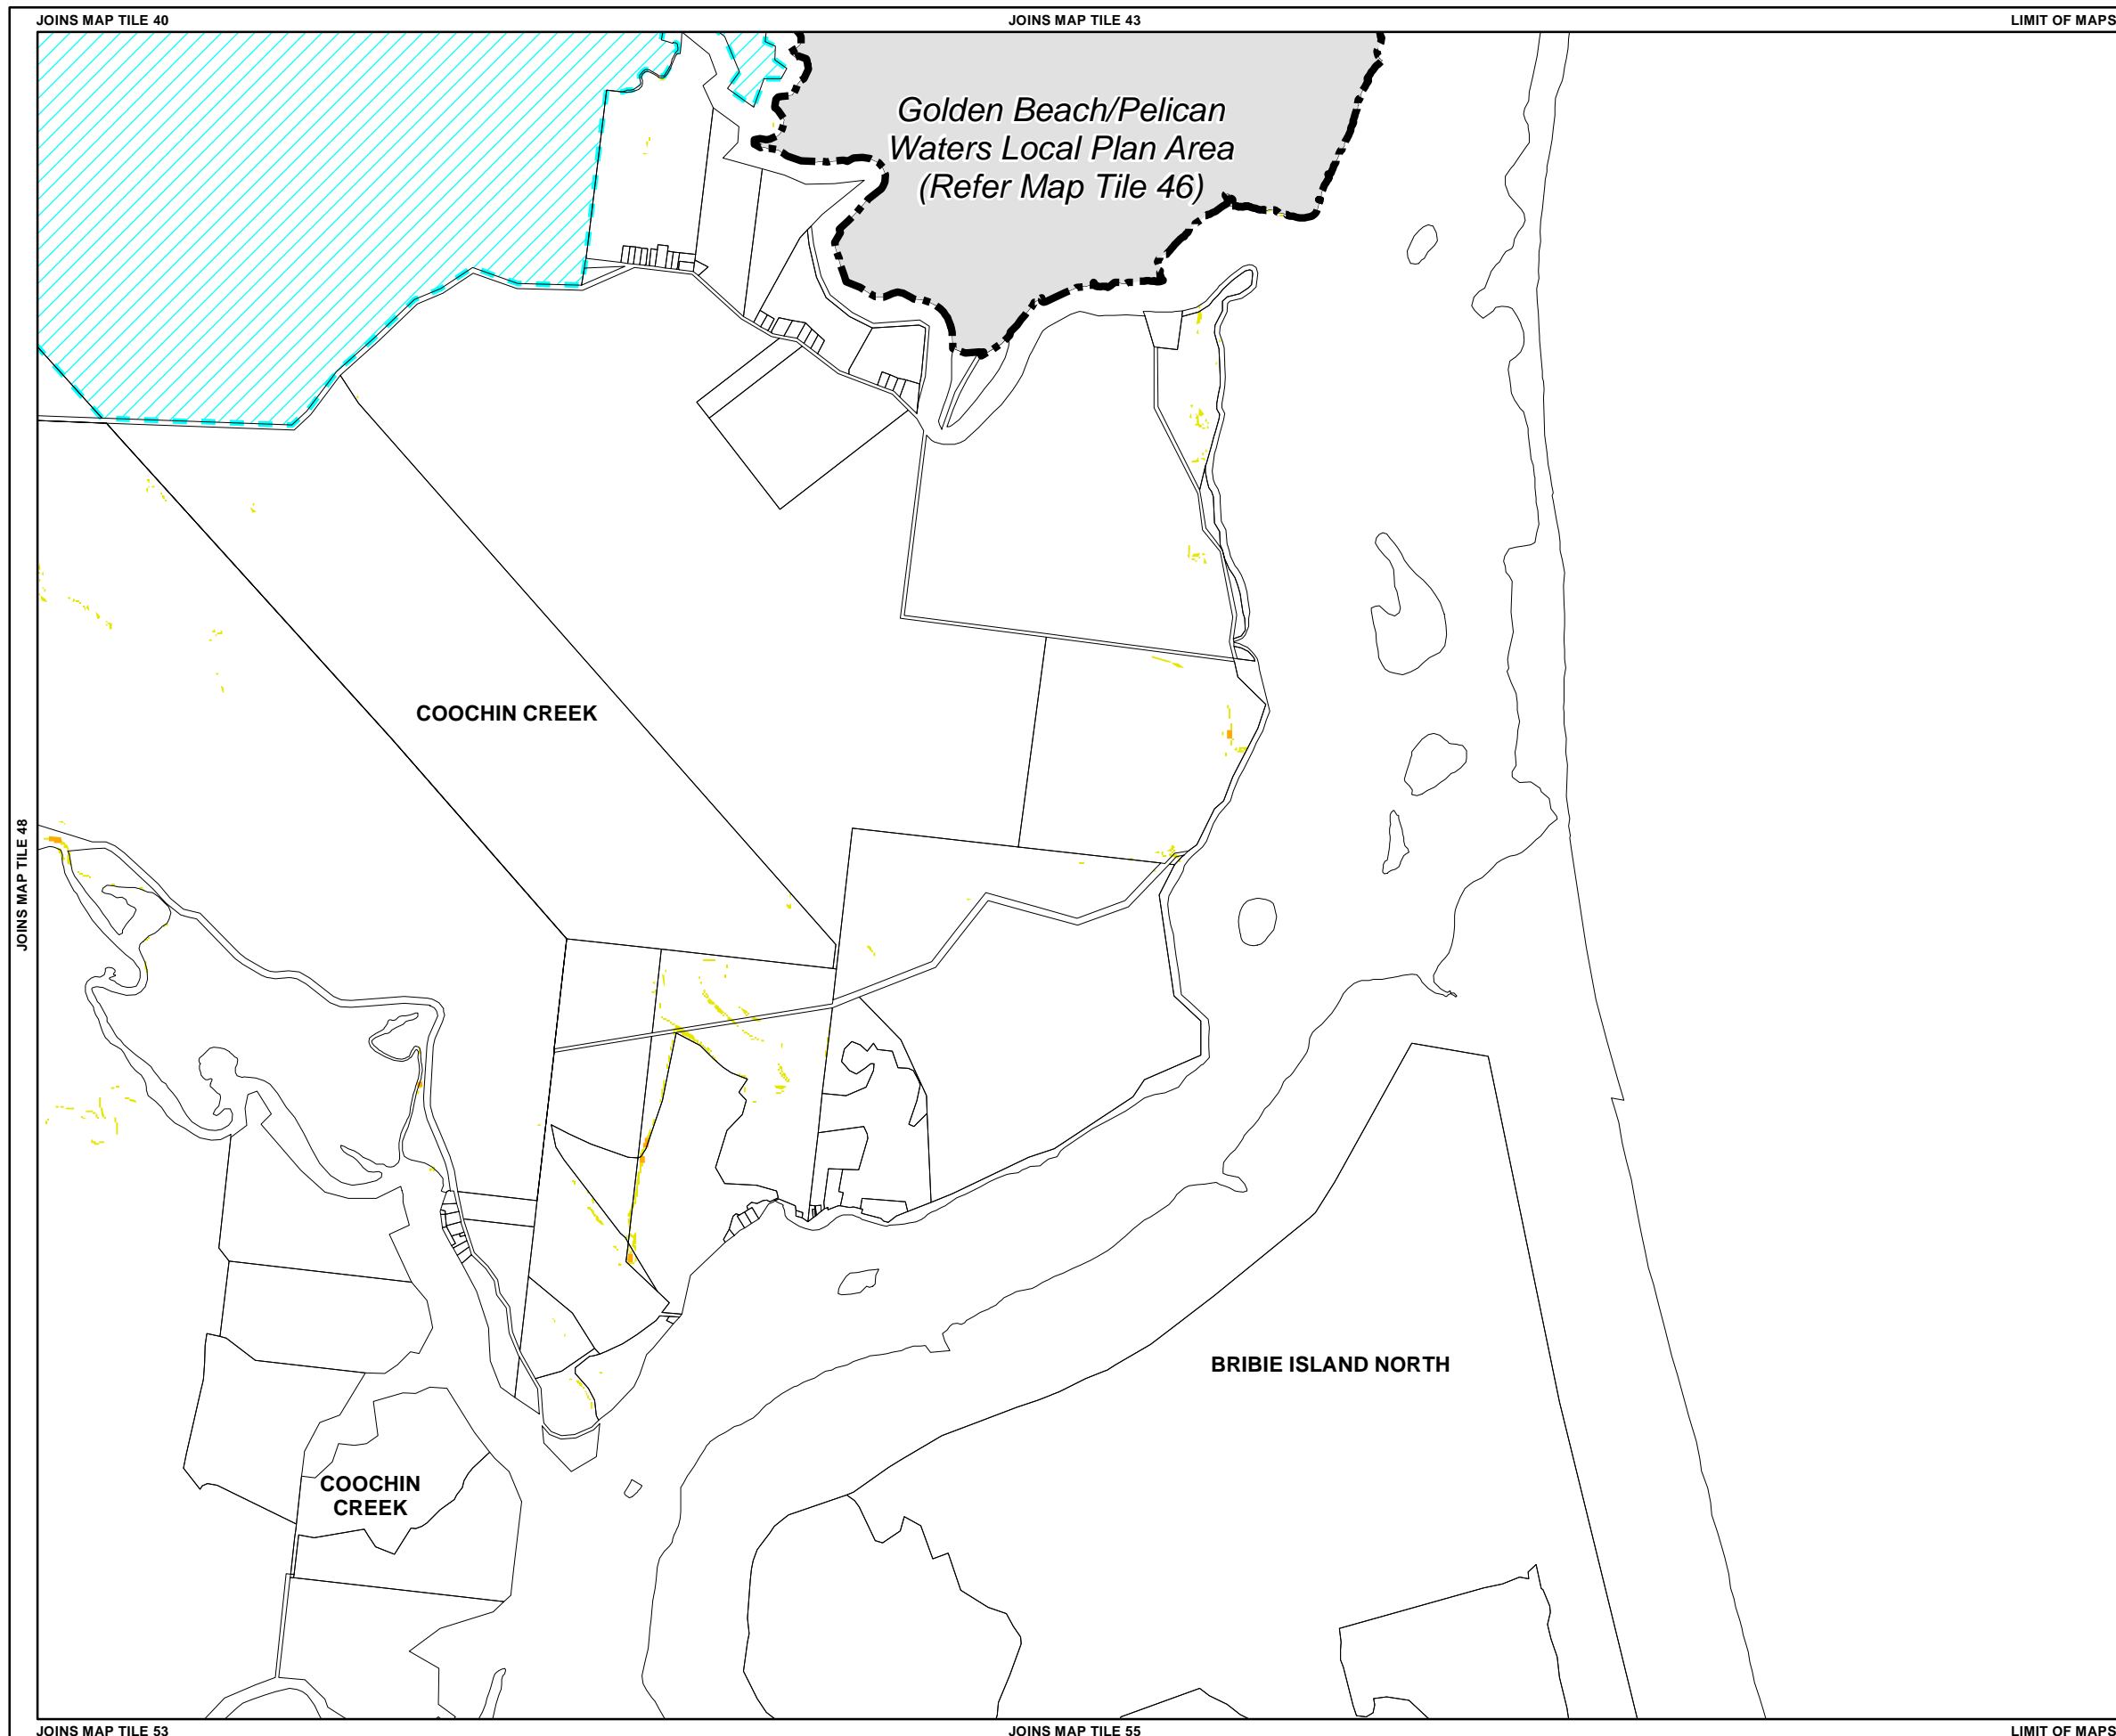 JOINS MAP TILE 40
JOINS MAP TILE 43
LIMIT OF MAPS
Golden Beach/Pelican
Waters Local Plan Area
(Refer Map Tile 46)
COOCHIN CREEK
JOINS MAP TILE 48
BRIBIE ISLAND NORTH
COOCHIN
CREEK
JOINS MAP TILE 53
JOINS MAP TILE 55
LIMIT OF MAPS